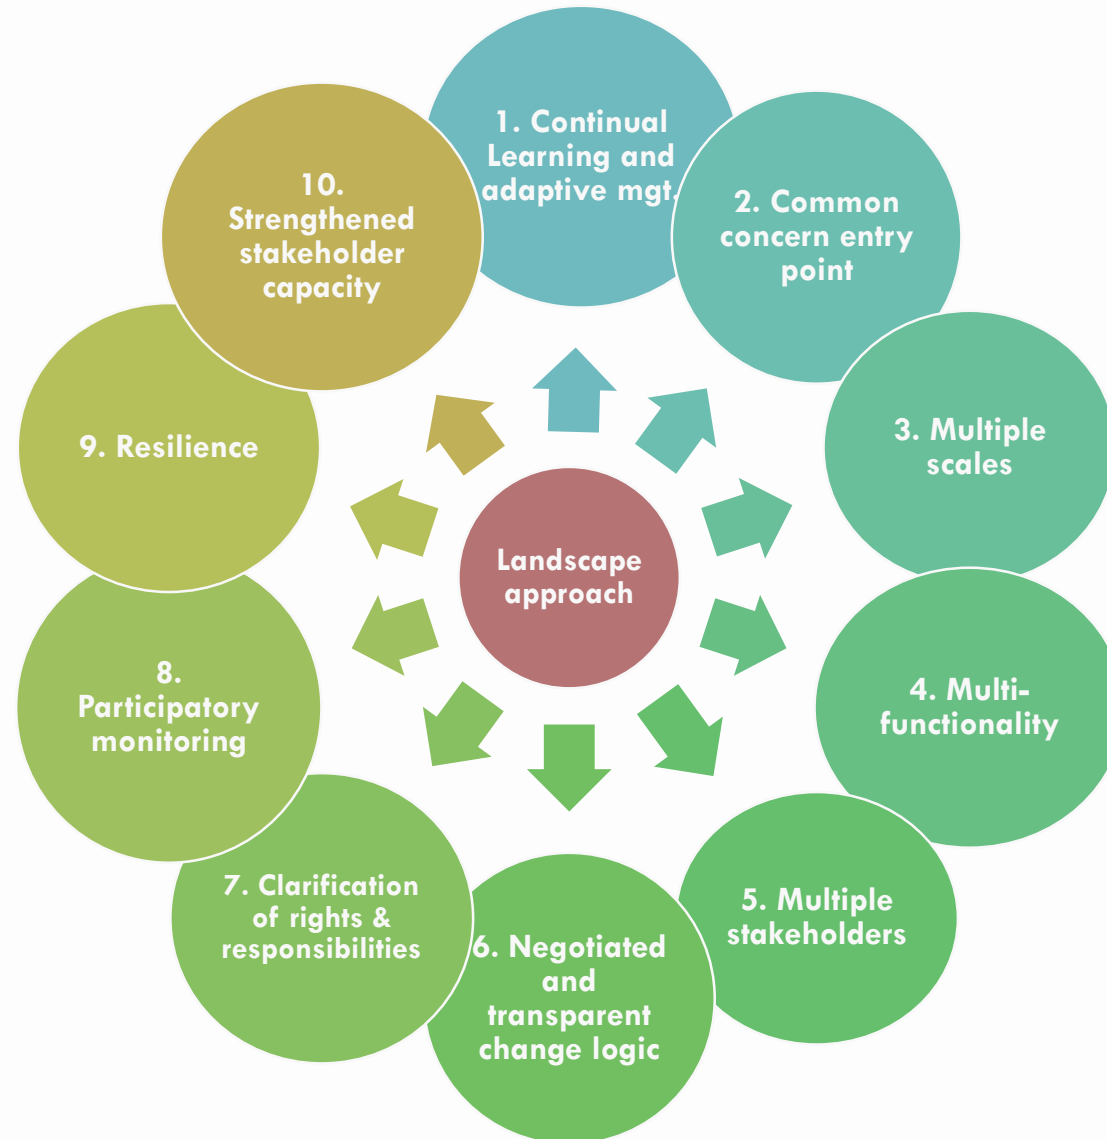 1. Continual
Learning and
adaptive mgt.
2. Common
concern entry
point
3. Multiple
scales
4. Multi-
functionality
5. Multiple
stakeholders
6. Negotiated
and
transparent
change logic
7. Clarification
of rights &
responsibilities
8.
Participatory
monitoring
9. Resilience
10.
Strengthened
stakeholder
capacity
Landscape
approach